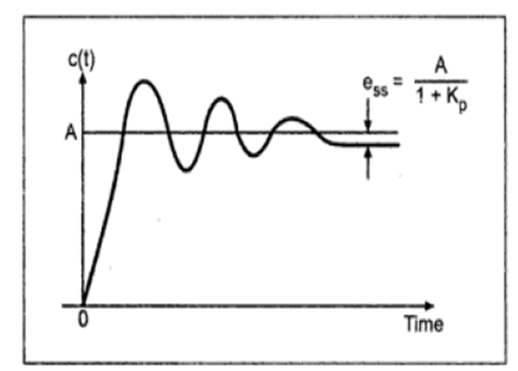 c(t)
e_ss = A / 1 + K_p
A
0
Time